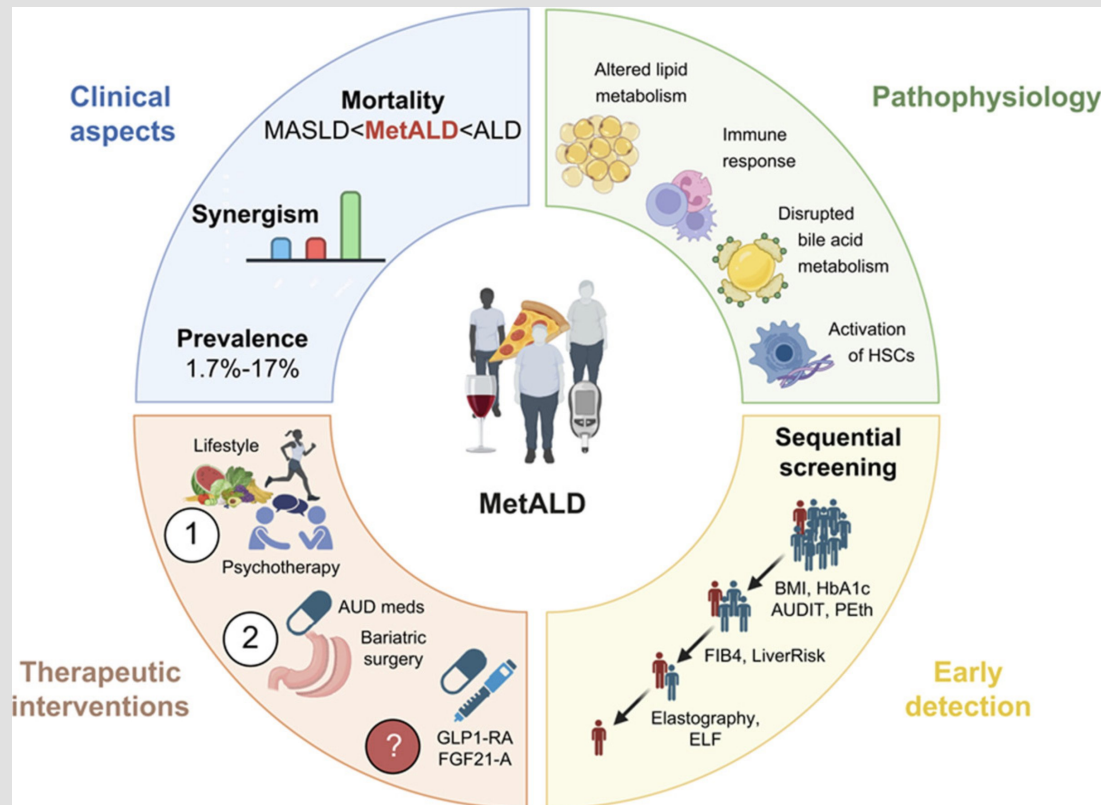 Clinical
aspects
Mortality
MASLD<MetALD<ALD
Synergism
Prevalence
1.7%-17%
Pathophysiology
Altered lipid
metabolism
Immune
response
Disrupted
bile acid
metabolism
Activation
of HSCs
MetALD
Therapeutic
interventions
Lifestyle
1
Psychotherapy
AUD meds
2
Bariatric
surgery
?
GLP1-RA
FGF21-A
Early
detection
Sequential
screening
BMI, HbA1c
AUDIT, PEth
FIB4, LiverRisk
Elastography,
ELF